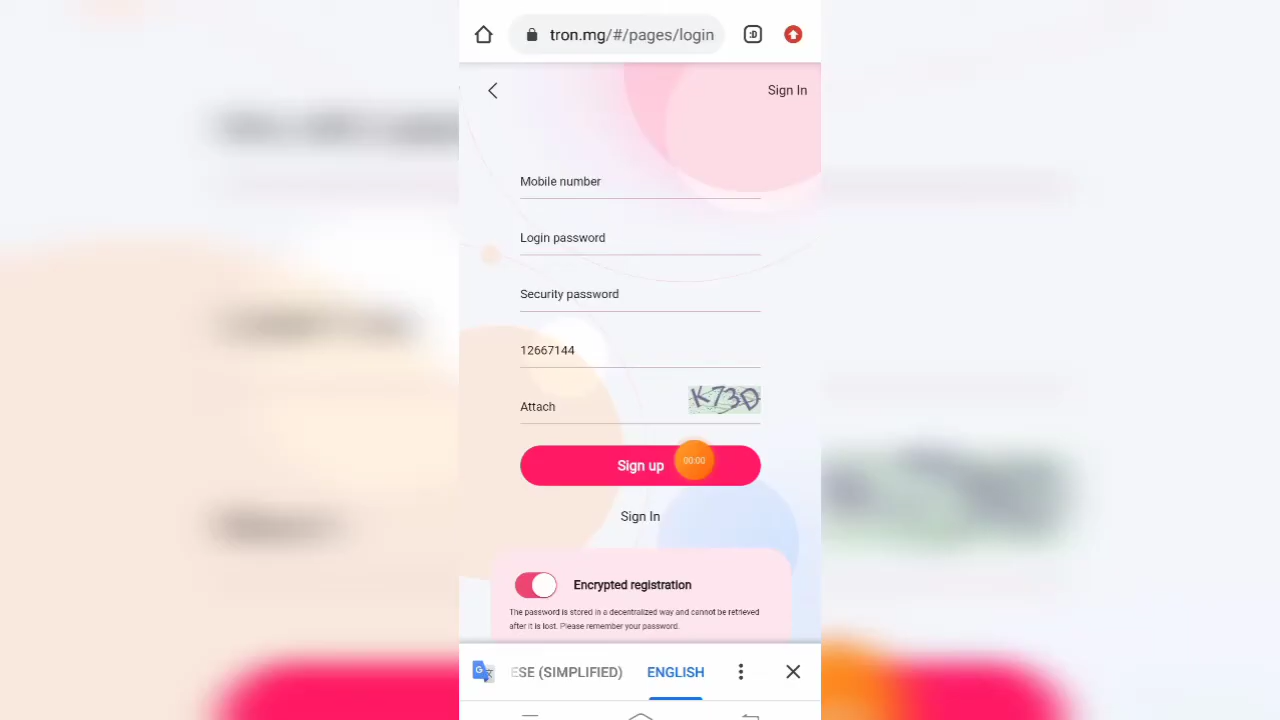 tron.mg/#/pages/login
:D
Sign In
Mobile number
Login password
Security password
12667144
Attach
K73D
Sign up
00:00
Sign In
Encrypted registration
The password is stored in a decentralized way and cannot be retrieved
after it is lost. Please remember your password.
ESE (SIMPLIFIED)
ENGLISH